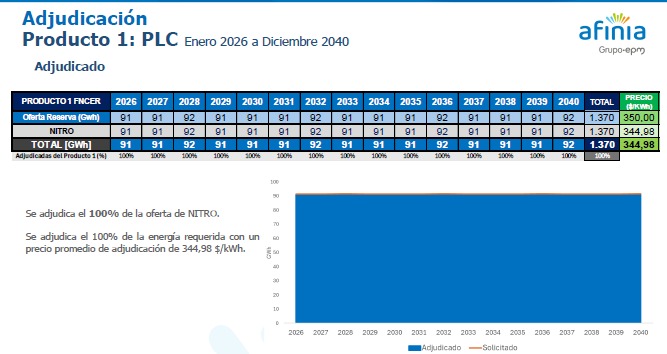 Adjudicación
Producto 1: PLC Enero 2026 a Diciembre 2040
afinia
Grupo·epm
Adjudicado
PRODUCTO 1 FNCER 2026 2027 2028 2029 2030 2031 2032 2033 2034 2035 2036 2037 2038 2039 2040 TOTAL PRECIO ($/KWh)
Oferta Reserva (Gwh) 91 91 92 91 91 91 92 91 91 91 92 91 91 91 92 1.370 350,00
NITRO 91 91 92 91 91 91 92 91 91 91 92 91 91 91 92 1.370 344,98
TOTAL [GWh] 91 91 92 91 91 91 92 91 91 91 92 91 91 91 92 1.370 344,98
Adjudicadas del Producto 1 (%) 100% 100% 100% 100% 100% 100% 100% 100% 100% 100% 100% 100% 100% 100% 100% 100%
Se adjudica el 100% de la oferta de NITRO.
Se adjudica el 100% de la energía requerida con un
precio promedio de adjudicación de 344,98 $/kWh.
100
90
80
70
60
50
40
30
20
10
0
GWh
2026 2027 2028 2029 2030 2031 2032 2033 2034 2035 2036 2037 2038 2039 2040
Adjudicado Solicitado